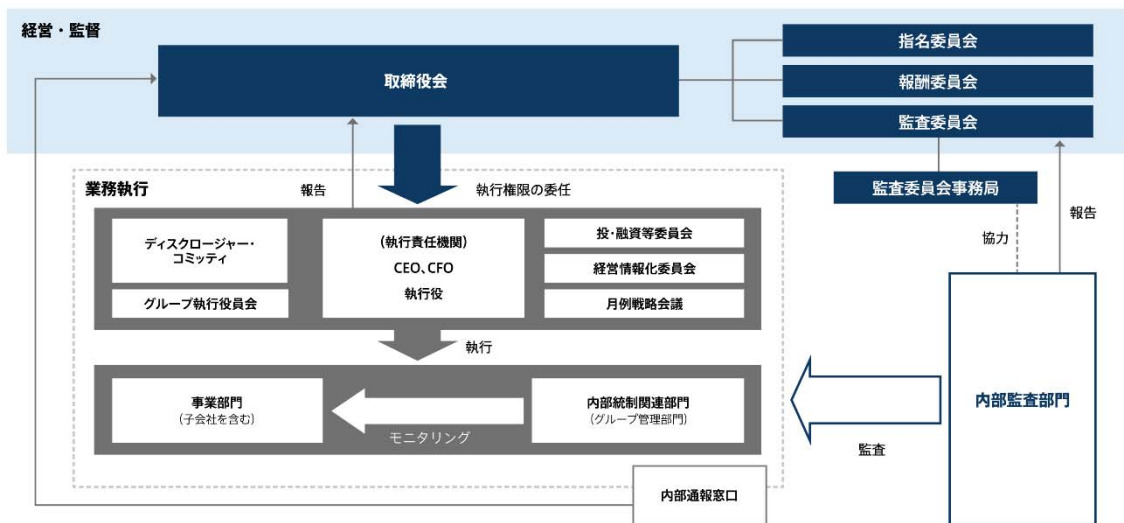 経営・監督
取締役会
指名委員会
報酬委員会
監査委員会
業務執行
報告
執行権限の委任
監査委員会事務局
協力
報告
ディスクロージャー・
コミッティ
グループ執行役員会
(執行責任機関)
CEO、CFO
執行役
投・融資等委員会
経営情報化委員会
月例戦略会議
執行
事業部門
(子会社を含む)
モニタリング
内部統制関連部門
(グループ管理部門)
監査
内部監査部門
内部通報窓口